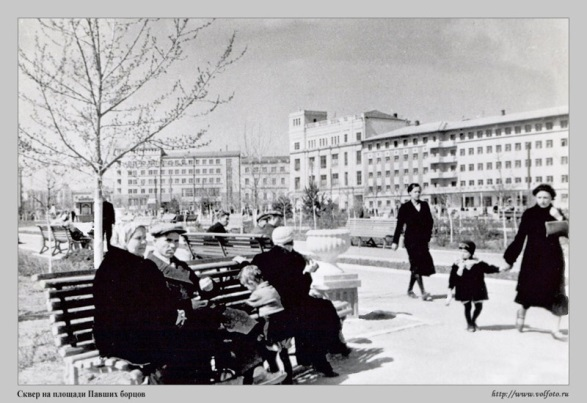 Сквер на площади Павших борцов
http://www.volfoto.ru